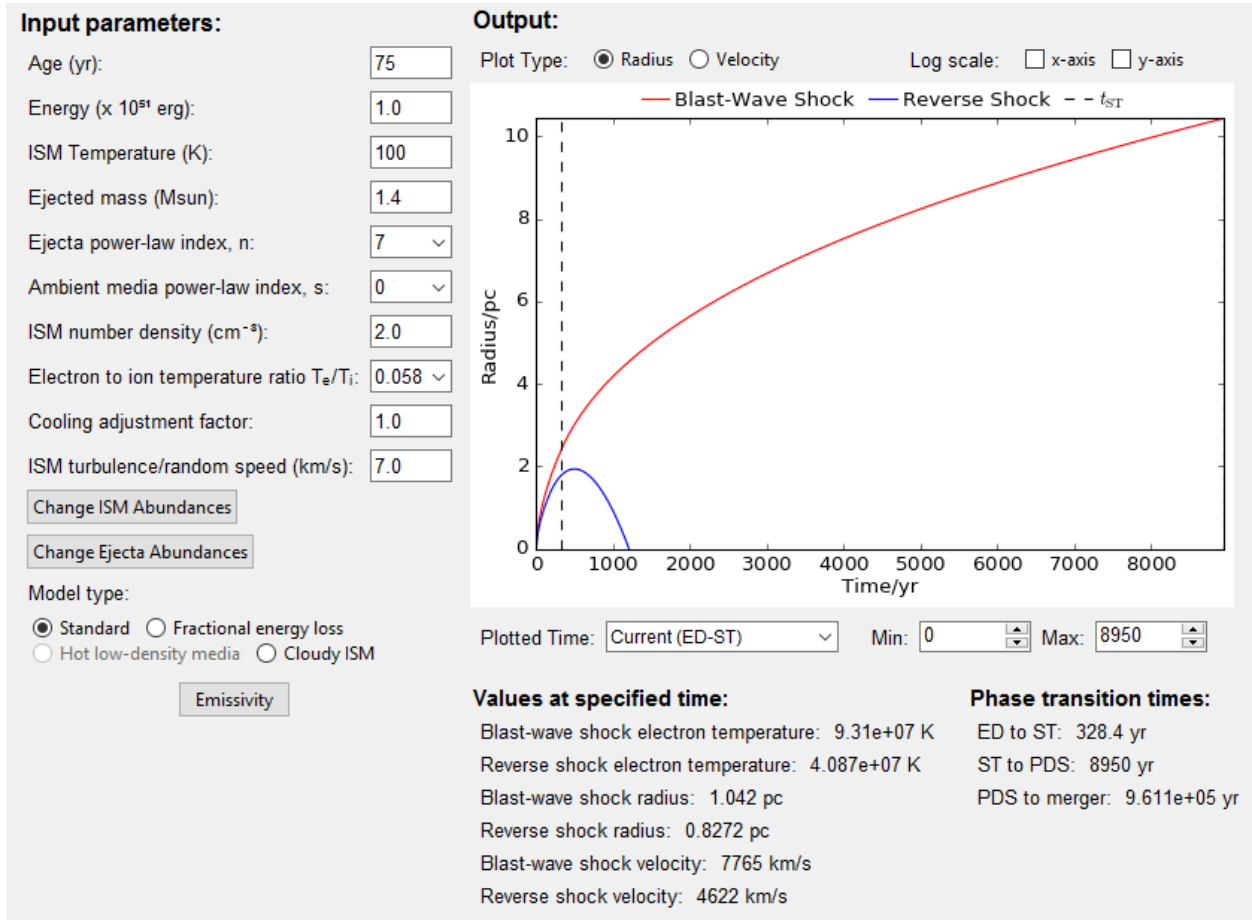 Input parameters:
Age (yr): 75
Energy (x 10⁵¹ erg): 1.0
ISM Temperature (K): 100
Ejected mass (Msun): 1.4
Ejecta power-law index, n: 7
Ambient media power-law index, s: 0
ISM number density (cm⁻³): 2.0
Electron to ion temperature ratio Tₑ/Tᵢ: 0.058
Cooling adjustment factor: 1.0
ISM turbulence/random speed (km/s): 7.0
Change ISM Abundances
Change Ejecta Abundances
Model type:
Standard Fractional energy loss
Hot low-density media Cloudy ISM
Emissivity
Output:
Plot Type: Radius Velocity Log scale: x-axis y-axis
Blast-Wave Shock Reverse Shock t_ST
10
8
6
4
2
0
Radius/pc
0 1000 2000 3000 4000 5000 6000 7000 8000
Time/yr
Plotted Time: Current (ED-ST) Min: 0 Max: 8950
Values at specified time:
Blast-wave shock electron temperature: 9.31e+07 K
Reverse shock electron temperature: 4.087e+07 K
Blast-wave shock radius: 1.042 pc
Reverse shock radius: 0.8272 pc
Blast-wave shock velocity: 7765 km/s
Reverse shock velocity: 4622 km/s
Phase transition times:
ED to ST: 328.4 yr
ST to PDS: 8950 yr
PDS to merger: 9.611e+05 yr